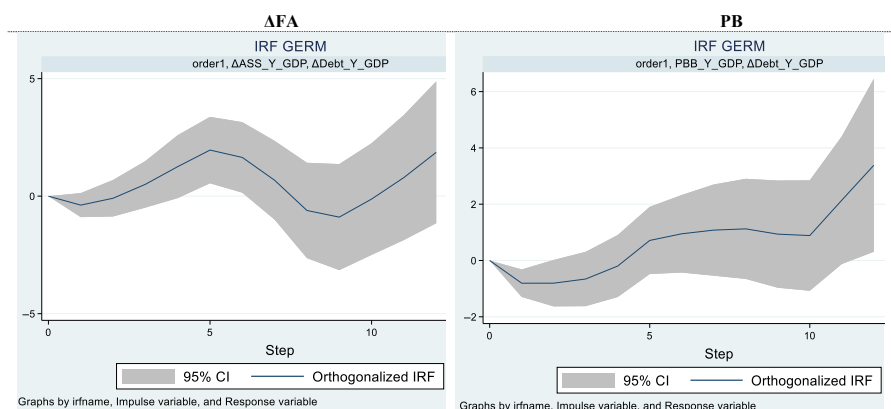 ΔFA
PB
IRF GERM
order1, ΔASS_Y_GDP, ΔDebt_Y_GDP
5
0
−5
0
5
10
Step
95% CI
Orthogonalized IRF
Graphs by irfname, Impulse variable, and Response variable
IRF GERM
order1, PBB_Y_GDP, ΔDebt_Y_GDP
6
4
2
0
−2
0
5
10
Step
95% CI
Orthogonalized IRF
Graphs by irfname, Impulse variable, and Response variable